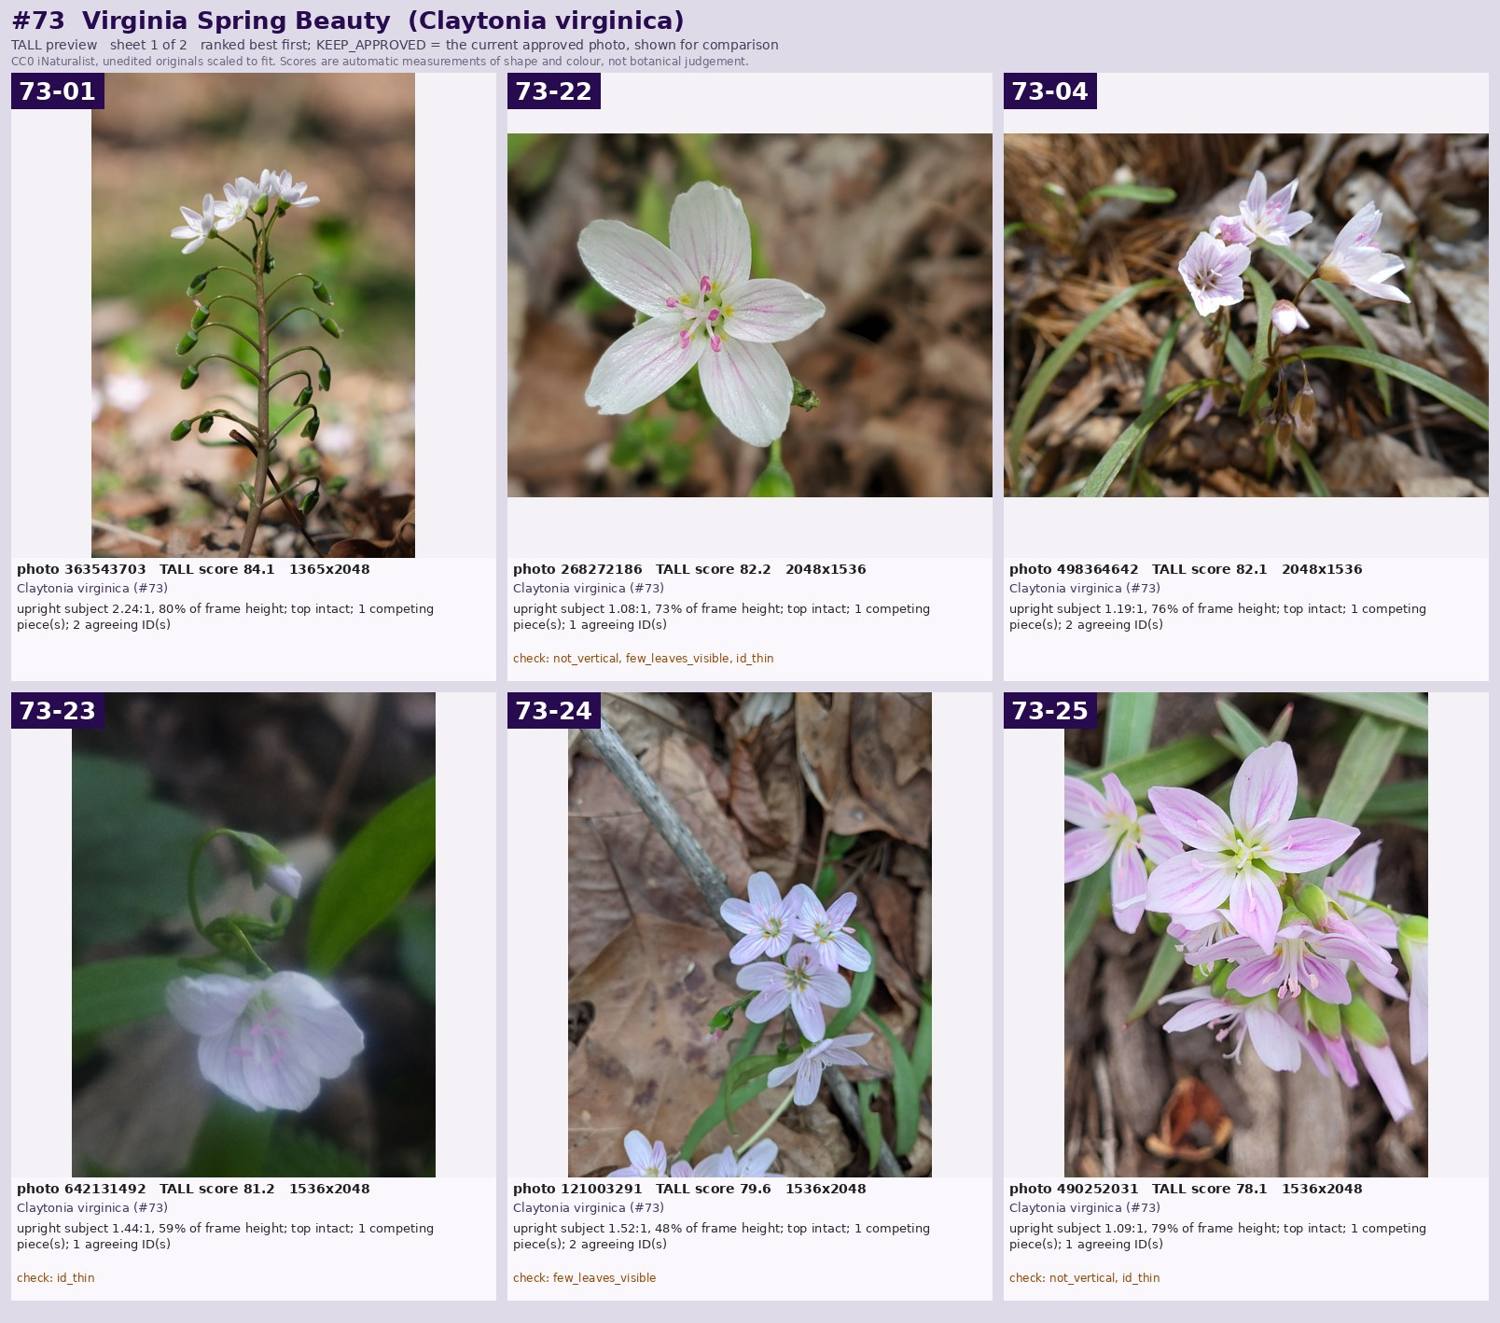 #73 Virginia Spring Beauty (Claytonia virginica)
TALL preview sheet 1 of 2 ranked best first; KEEP_APPROVED = the current approved photo, shown for comparison
CC0 iNaturalist, unedited originals scaled to fit. Scores are automatic measurements of shape and colour, not botanical judgement.
73-01
photo 363543703 TALL score 84.1 1365x2048
Claytonia virginica (#73)
upright subject 2.24:1, 80% of frame height; top intact; 1 competing
piece(s); 2 agreeing ID(s)
73-22
photo 268272186 TALL score 82.2 2048x1536
Claytonia virginica (#73)
upright subject 1.08:1, 73% of frame height; top intact; 1 competing
piece(s); 1 agreeing ID(s)
check: not_vertical, few_leaves_visible, id_thin
73-04
photo 498364642 TALL score 82.1 2048x1536
Claytonia virginica (#73)
upright subject 1.19:1, 76% of frame height; top intact; 1 competing
piece(s); 2 agreeing ID(s)
73-23
photo 642131492 TALL score 81.2 1536x2048
Claytonia virginica (#73)
upright subject 1.44:1, 59% of frame height; top intact; 1 competing
piece(s); 1 agreeing ID(s)
check: id_thin
73-24
photo 121003291 TALL score 79.6 1536x2048
Claytonia virginica (#73)
upright subject 1.52:1, 48% of frame height; top intact; 1 competing
piece(s); 2 agreeing ID(s)
check: few_leaves_visible
73-25
photo 490252031 TALL score 78.1 1536x2048
Claytonia virginica (#73)
upright subject 1.09:1, 79% of frame height; top intact; 1 competing
piece(s); 1 agreeing ID(s)
check: not_vertical, id_thin